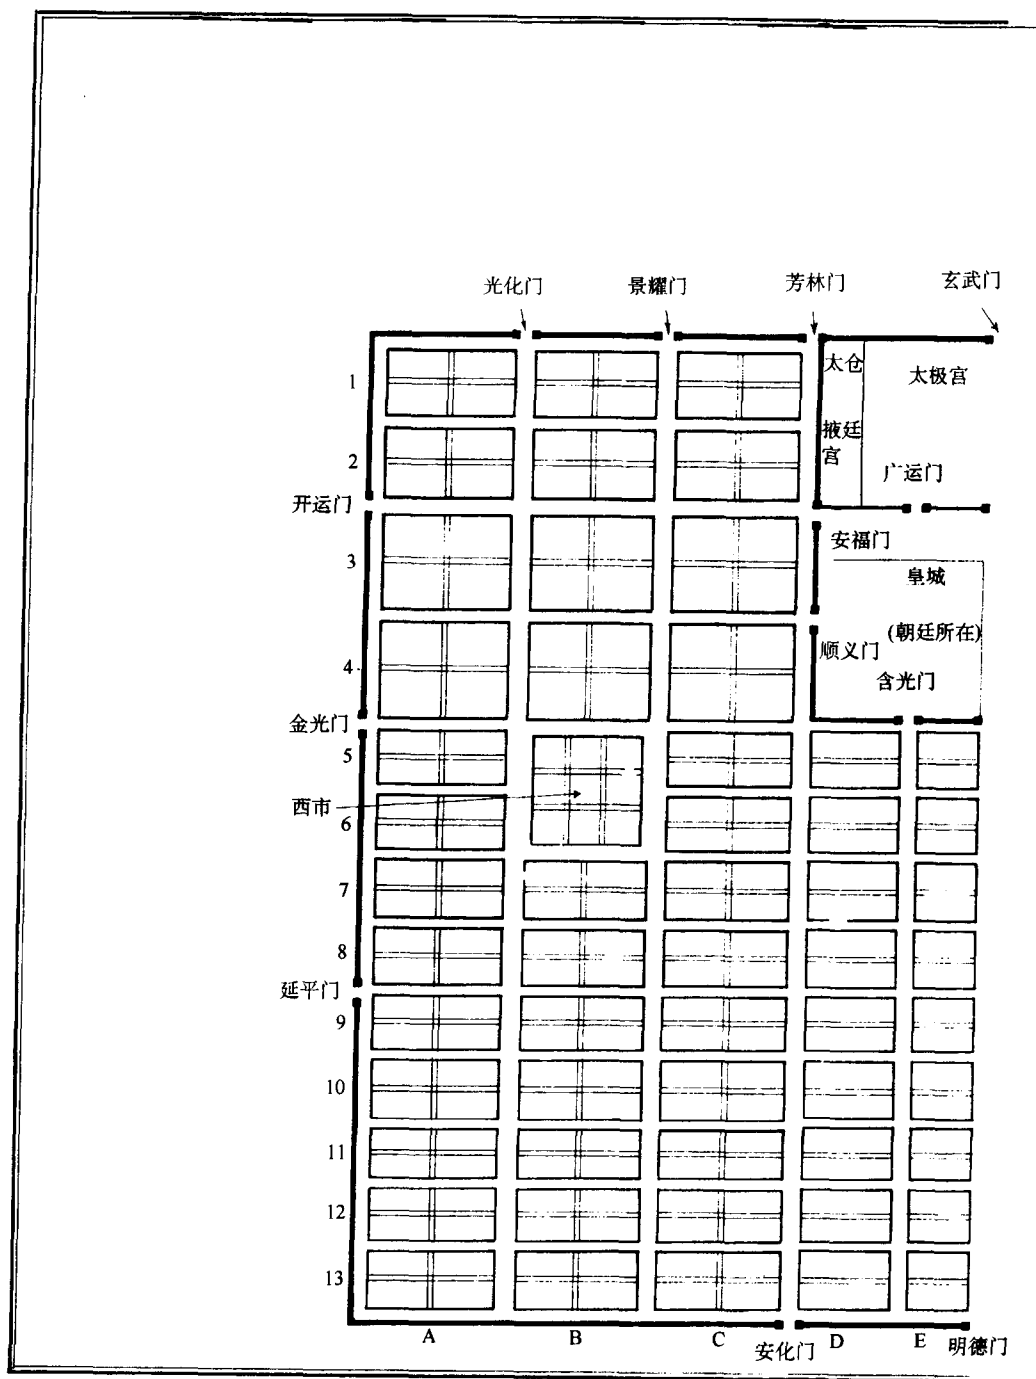 光化门 景耀门 芳林门 玄武门
太仓
太极宫
1
掖廷
宫
2
广运门
开运门
安福门
3
皇城
(朝廷所在)
顺义门
4
含光门
金光门
5
西市
6
7
8
延平门
9
10
11
12
13
A B C D E
安化门
明德门